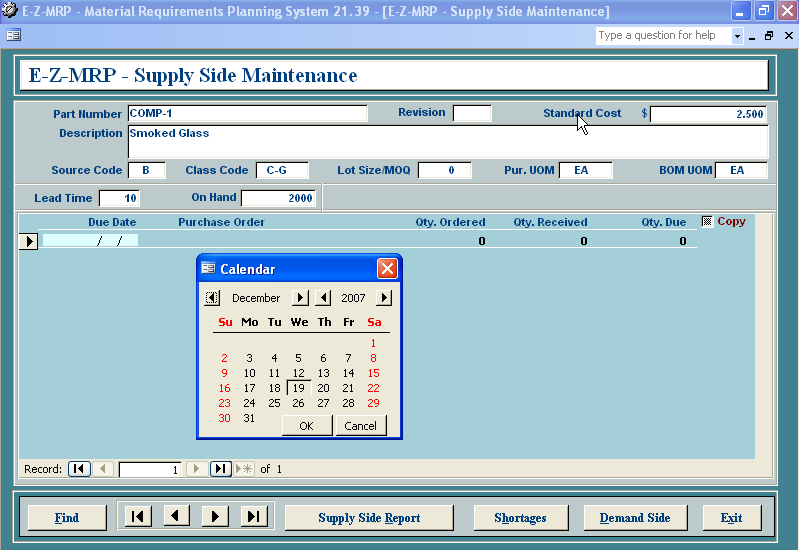 E-Z-MRP - Material Requirements Planning System 21.39 - [E-Z-MRP - Supply Side Maintenance]
Type a question for help
E-Z-MRP - Supply Side Maintenance
Part Number COMP-1 Revision Standard Cost $ 2.500
Description Smoked Glass
Source Code B Class Code C-G Lot Size/MOQ 0 Pur. UOM EA BOM UOM EA
Lead Time 10 On Hand 2000
Due Date Purchase Order Qty. Ordered Qty. Received Qty. Due Copy
/ / 0 0 0
Calendar
December 2007
Su Mo Tu We Th Fr Sa
1
2 3 4 5 6 7 8
9 10 11 12 13 14 15
16 17 18 19 20 21 22
23 24 25 26 27 28 29
30 31
OK Cancel
Record: 1 of 1
Find Supply Side Report Shortages Demand Side Exit